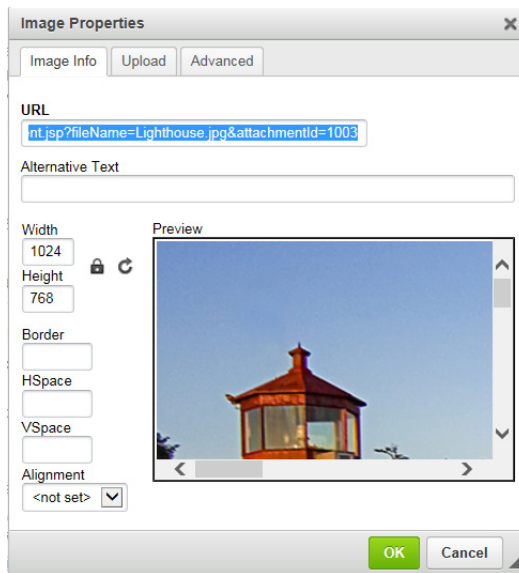 Image Properties
Image Info
Upload
Advanced
URL
nt.jsp?fileName=Lighthouse.jpg&attachmentId=1003
Alternative Text
Width
Preview
1024
Height
768
Border
HSpace
VSpace
Alignment
<not set>
OK
Cancel